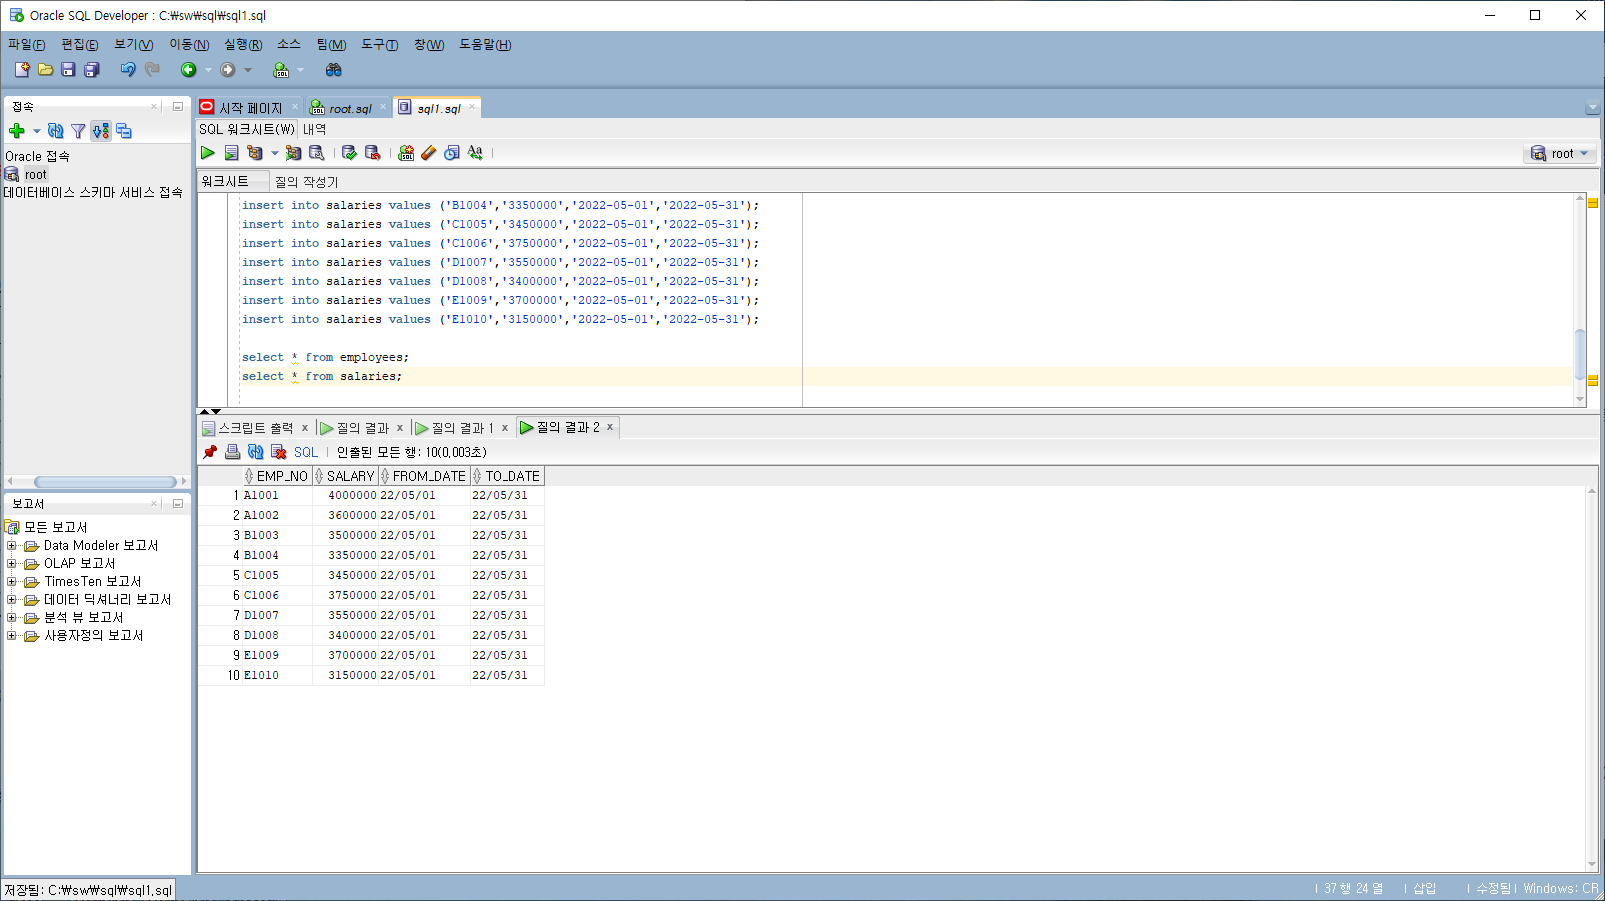 Oracle SQL Developer : C:₩sw₩sql₩sql1.sql
파일(F) 편집(E) 보기(V) 이동(N) 실행(R) 소스 팀(M) 도구(T) 창(W) 도움말(H)
접속
Oracle 접속
root
데이터베이스 스키마 서비스 접속
시작 페이지 root.sql sql1.sql
SQL 워크시트(W) 내역
root
워크시트 질의 작성기
insert into salaries values ('B1004','3350000','2022-05-01','2022-05-31');
insert into salaries values ('C1005','3450000','2022-05-01','2022-05-31');
insert into salaries values ('C1006','3750000','2022-05-01','2022-05-31');
insert into salaries values ('D1007','3550000','2022-05-01','2022-05-31');
insert into salaries values ('D1008','3400000','2022-05-01','2022-05-31');
insert into salaries values ('E1009','3700000','2022-05-01','2022-05-31');
insert into salaries values ('E1010','3150000','2022-05-01','2022-05-31');
select * from employees;
select * from salaries;
스크립트 출력 x 질의 결과 x 질의 결과 1 x 질의 결과 2 x
SQL | 인출된 모든 행: 10(0,003초)
EMP_NO SALARY FROM_DATE TO_DATE
1 A1001 4000000 22/05/01 22/05/31
2 A1002 3600000 22/05/01 22/05/31
3 B1003 3500000 22/05/01 22/05/31
4 B1004 3350000 22/05/01 22/05/31
5 C1005 3450000 22/05/01 22/05/31
6 C1006 3750000 22/05/01 22/05/31
7 D1007 3550000 22/05/01 22/05/31
8 D1008 3400000 22/05/01 22/05/31
9 E1009 3700000 22/05/01 22/05/31
10 E1010 3150000 22/05/01 22/05/31
보고서
모든 보고서
Data Modeler 보고서
OLAP 보고서
TimesTen 보고서
데이터 딕셔너리 보고서
분석 뷰 보고서
사용자정의 보고서
저장됨: C:₩sw₩sql₩sql1,sql
| 37 행 24 열 | 삽입 | 수정됨 | Windows: CR